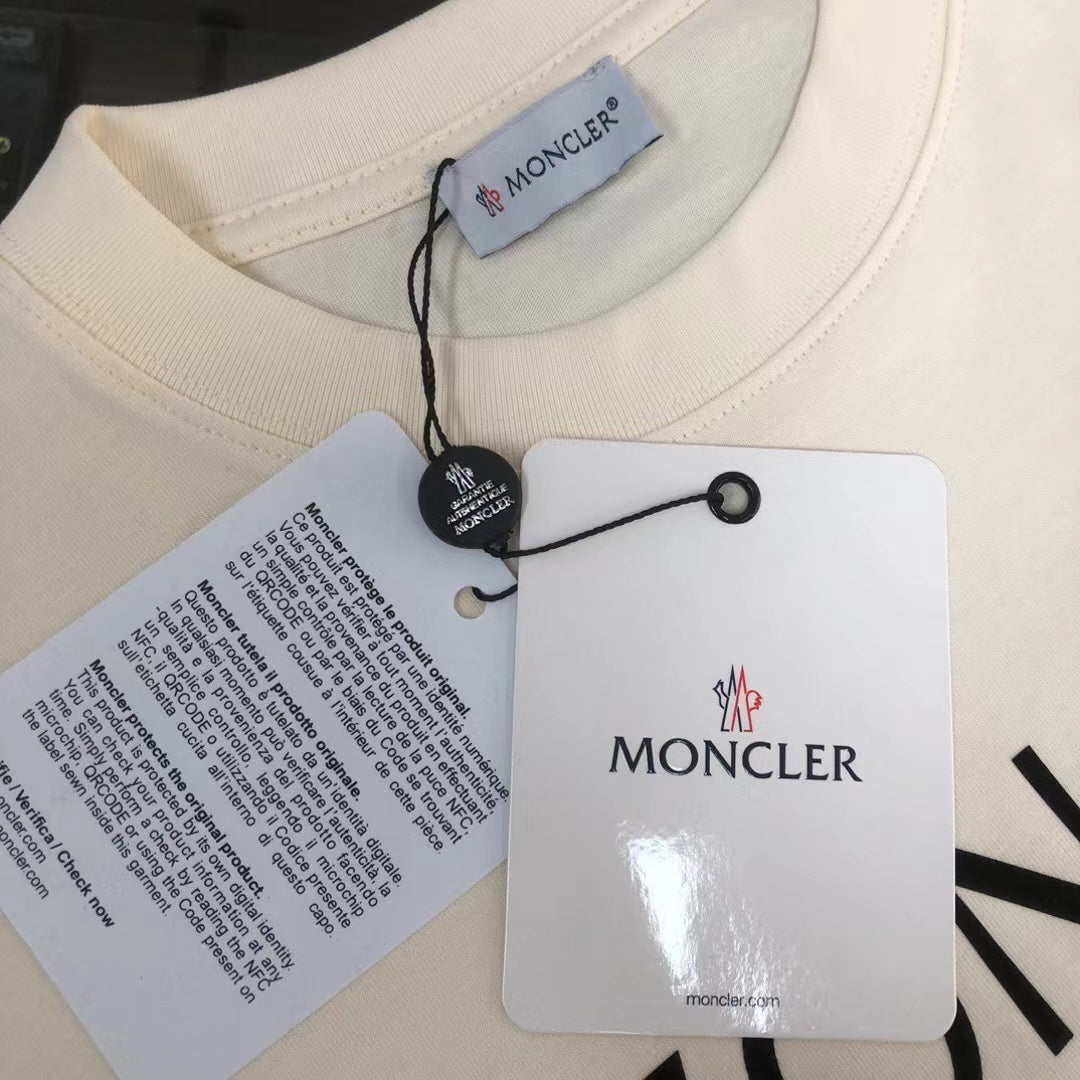 MONCLER®
GARANTIE
AUTHENTIQUE
MONCLER
Moncler protège le produit original.
Ce produit est protégé par une identité numérique.
Vous pouvez vérifier à tout moment l'authenticité,
la qualité et la provenance du produit en effectuant
un simple contrôle par la lecture de la puce NFC,
du QRCODE ou par le biais du Code se trouvant
sur l'étiquette cousue à l'intérieur de cette pièce.
Moncler tutela il prodotto originale.
Questo prodotto è tutelato da un'identità digitale.
In qualsiasi momento può verificare l'autenticità, la
-qualità e la provenienza del prodotto facendo
un semplice controllo, leggendo il microchip
NFC, il QRCODE o utilizzando il Codice presente
sull'etichetta cucita all'interno di questo capo.
Moncler protects the original product.
This product is protected by its own digital identity.
You can check your product information at any
time. Simply perform a check by reading the NFC
microchip, QRCODE or using the Code present on
the label sewn inside this garment.
/ Verifica / Check now
MONCLER
moncler.com